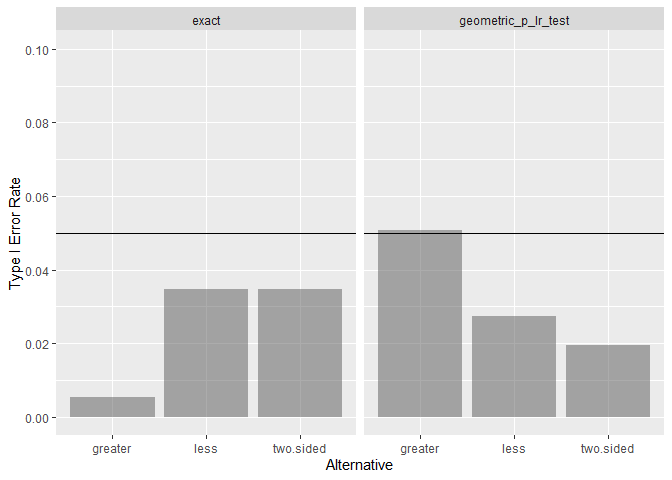 exact
geometric_p_lr_test
0.10
0.08
0.06
0.04
0.02
0.00
Type I Error Rate
greater
less
two.sided
greater
less
two.sided
Alternative